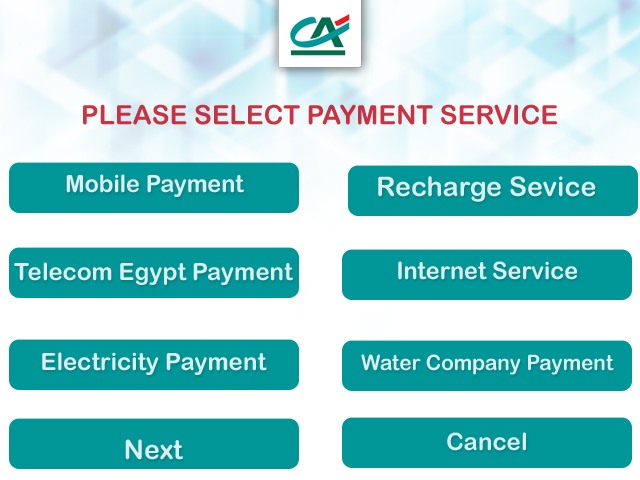 CA
PLEASE SELECT PAYMENT SERVICE
Mobile Payment
Recharge Sevice
Telecom Egypt Payment
Internet Service
Electricity Payment
Water Company Payment
Next
Cancel